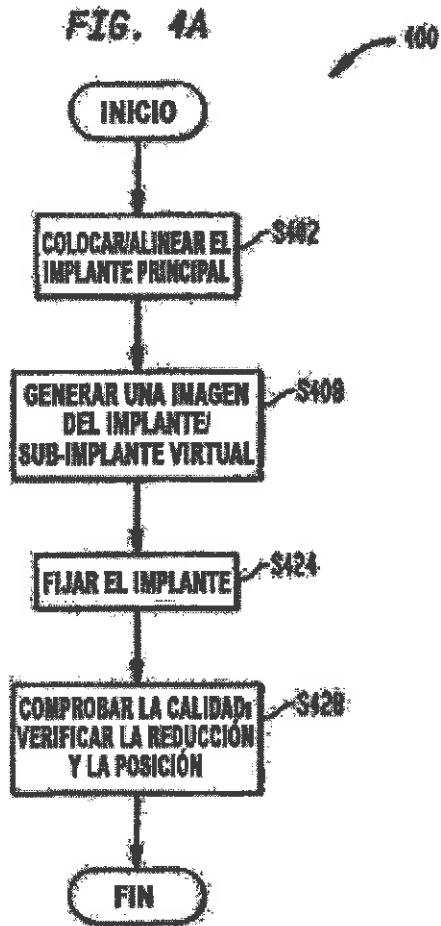 FIG. 4A
400
INICIO
COLOCAR/ALINEAR EL
IMPLANTE PRINCIPAL
S402
GENERAR UNA IMAGEN
DEL IMPLANTE/
SUB-IMPLANTE VIRTUAL
S409
FIJAR EL IMPLANTE
S424
COMPROBAR LA CALIDAD:
VERIFICAR LA REDUCCIÓN
Y LA POSICIÓN
S428
FIN